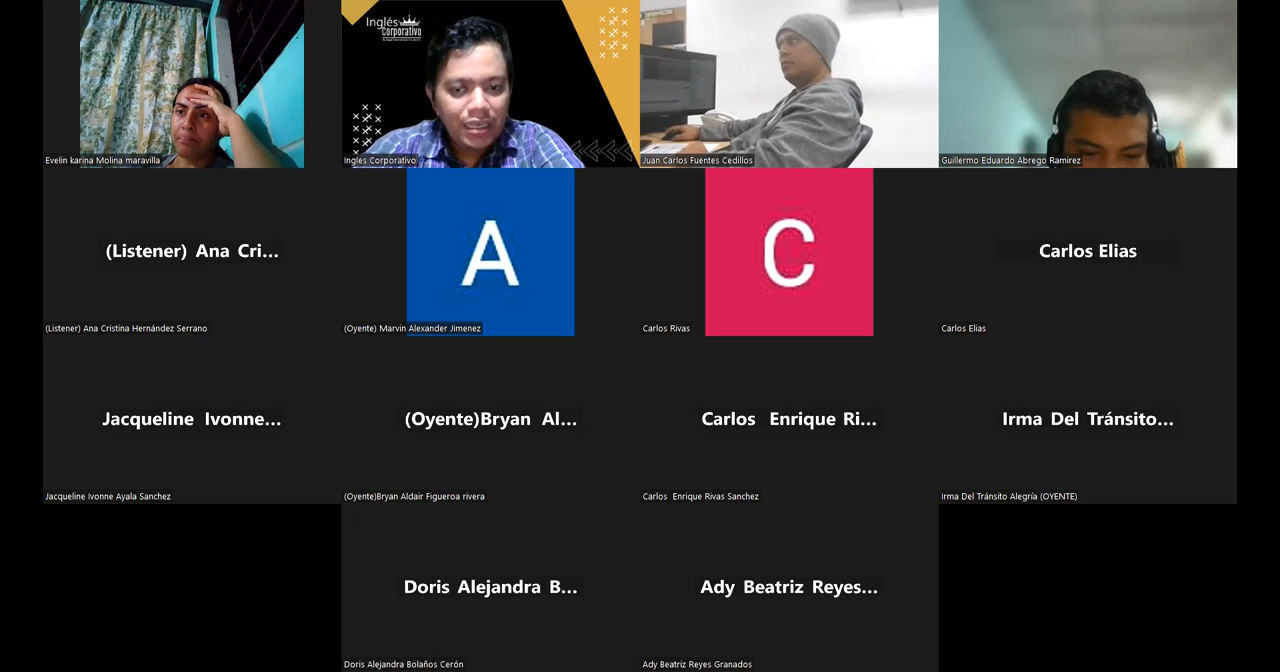 Inglés
Corporativo
Evelin karina Molina maravilla
Ingles Corporativo
Juan Carlos Fuentes Cedillos
Guillermo Eduardo Abrego Ramirez
(Listener) Ana Cri...
A
C
Carlos Elias
(Listener) Ana Cristina Hernández Serrano
(Oyente) Marvin Alexander Jimenez
Carlos Rivas
Carlos Elias
Jacqueline Ivonne...
(Oyente)Bryan Al...
Carlos Enrique Ri...
Irma Del Tránsito...
Jacqueline Ivonne Ayala Sanchez
(Oyente)Bryan Aldair Figueroa rivera
Carlos Enrique Rivas Sanchez
Irma Del Tránsito Alegría (OYENTE)
Doris Alejandra B...
Ady Beatriz Reyes...
Doris Alejandra Bolaños Cerón
Ady Beatriz Reyes Granados